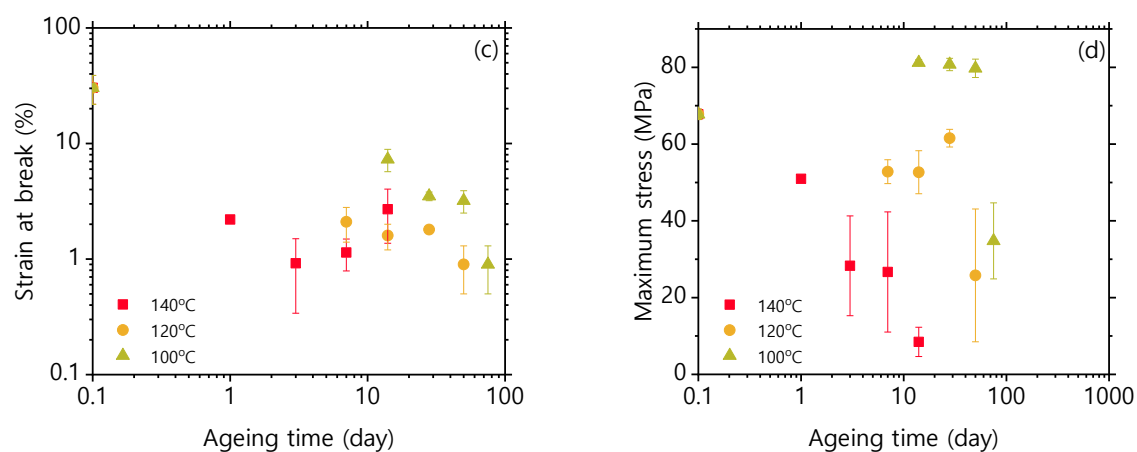 (c)
Strain at break (%)
100
10
1
0.1
140°C
120°C
100°C
0.1 1 10 100
Ageing time (day)
(d)
Maximum stress (MPa)
80
60
40
20
0
140°C
120°C
100°C
0.1 1 10 100 1000
Ageing time (day)